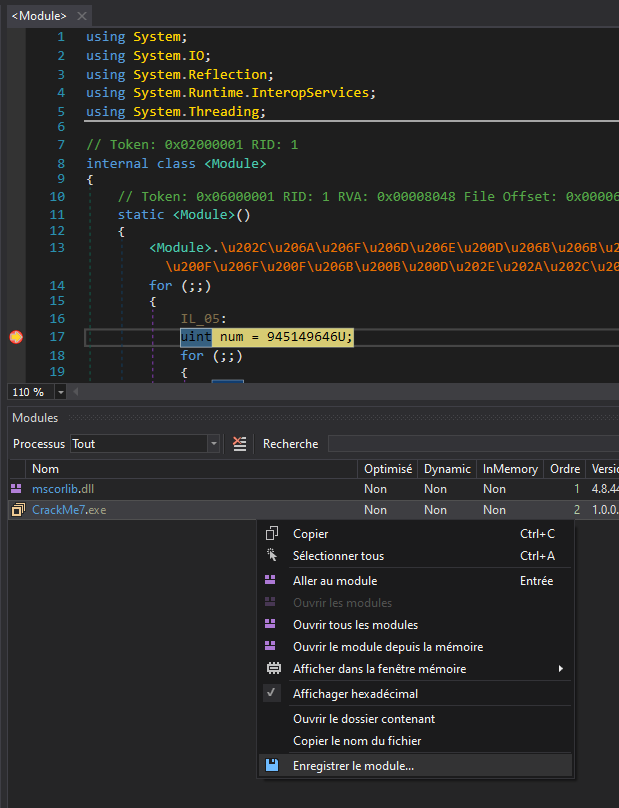 <Module>
1 using System;
2 using System.IO;
3 using System.Reflection;
4 using System.Runtime.InteropServices;
5 using System.Threading;
6
7 // Token: 0x02000001 RID: 1
8 internal class <Module>
9 {
10 // Token: 0x06000001 RID: 1 RVA: 0x00008048 File Offset: 0x00006
11 static <Module>()
12 {
13 <Module>.\u202C\u206A\u206F\u206D\u206E\u200D\u206B\u206B\u2
\u200F\u206F\u200F\u206B\u200B\u200D\u202E\u202A\u202C\u20
14 for (;;)
15 {
16 IL_05:
17 uint num = 945149646U;
18 for (;;)
19 {
110 %
Modules
Processus Tout Recherche
Nom Optimisé Dynamic InMemory Ordre Versio
mscorlib.dll Non Non Non 1 4.8.44
CrackMe7.exe Non Non Non 2 1.0.0.
Copier Ctrl+C
Sélectionner tous Ctrl+A
Aller au module Entrée
Ouvrir les modules
Ouvrir tous les modules
Ouvrir le module depuis la mémoire
Afficher dans la fenêtre mémoire
Affichager hexadécimal
Ouvrir le dossier contenant
Copier le nom du fichier
Enregistrer le module...